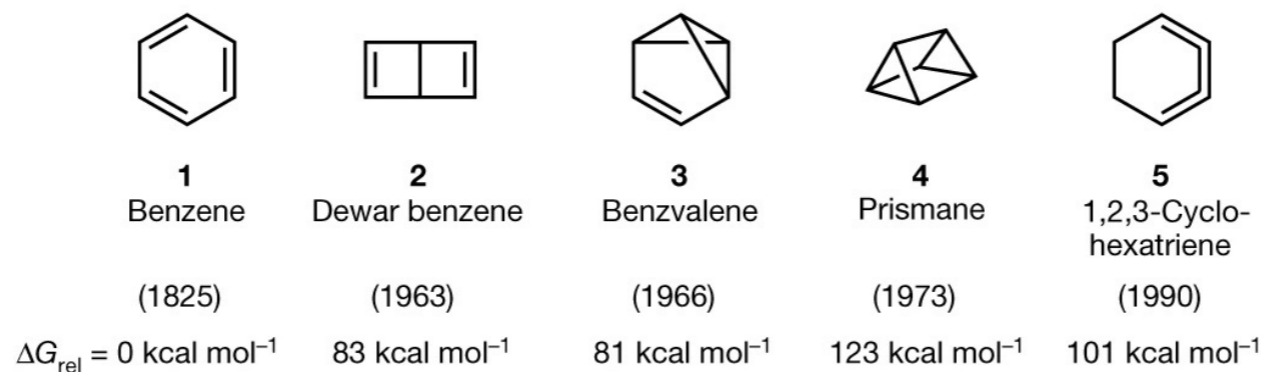 1 2 3 4 5
Benzene Dewar benzene Benzvalene Prismane 1,2,3-Cyclo-
hexatriene
(1825) (1963) (1966) (1973) (1990)
ΔG_rel = 0 kcal mol⁻¹ 83 kcal mol⁻¹ 81 kcal mol⁻¹ 123 kcal mol⁻¹ 101 kcal mol⁻¹